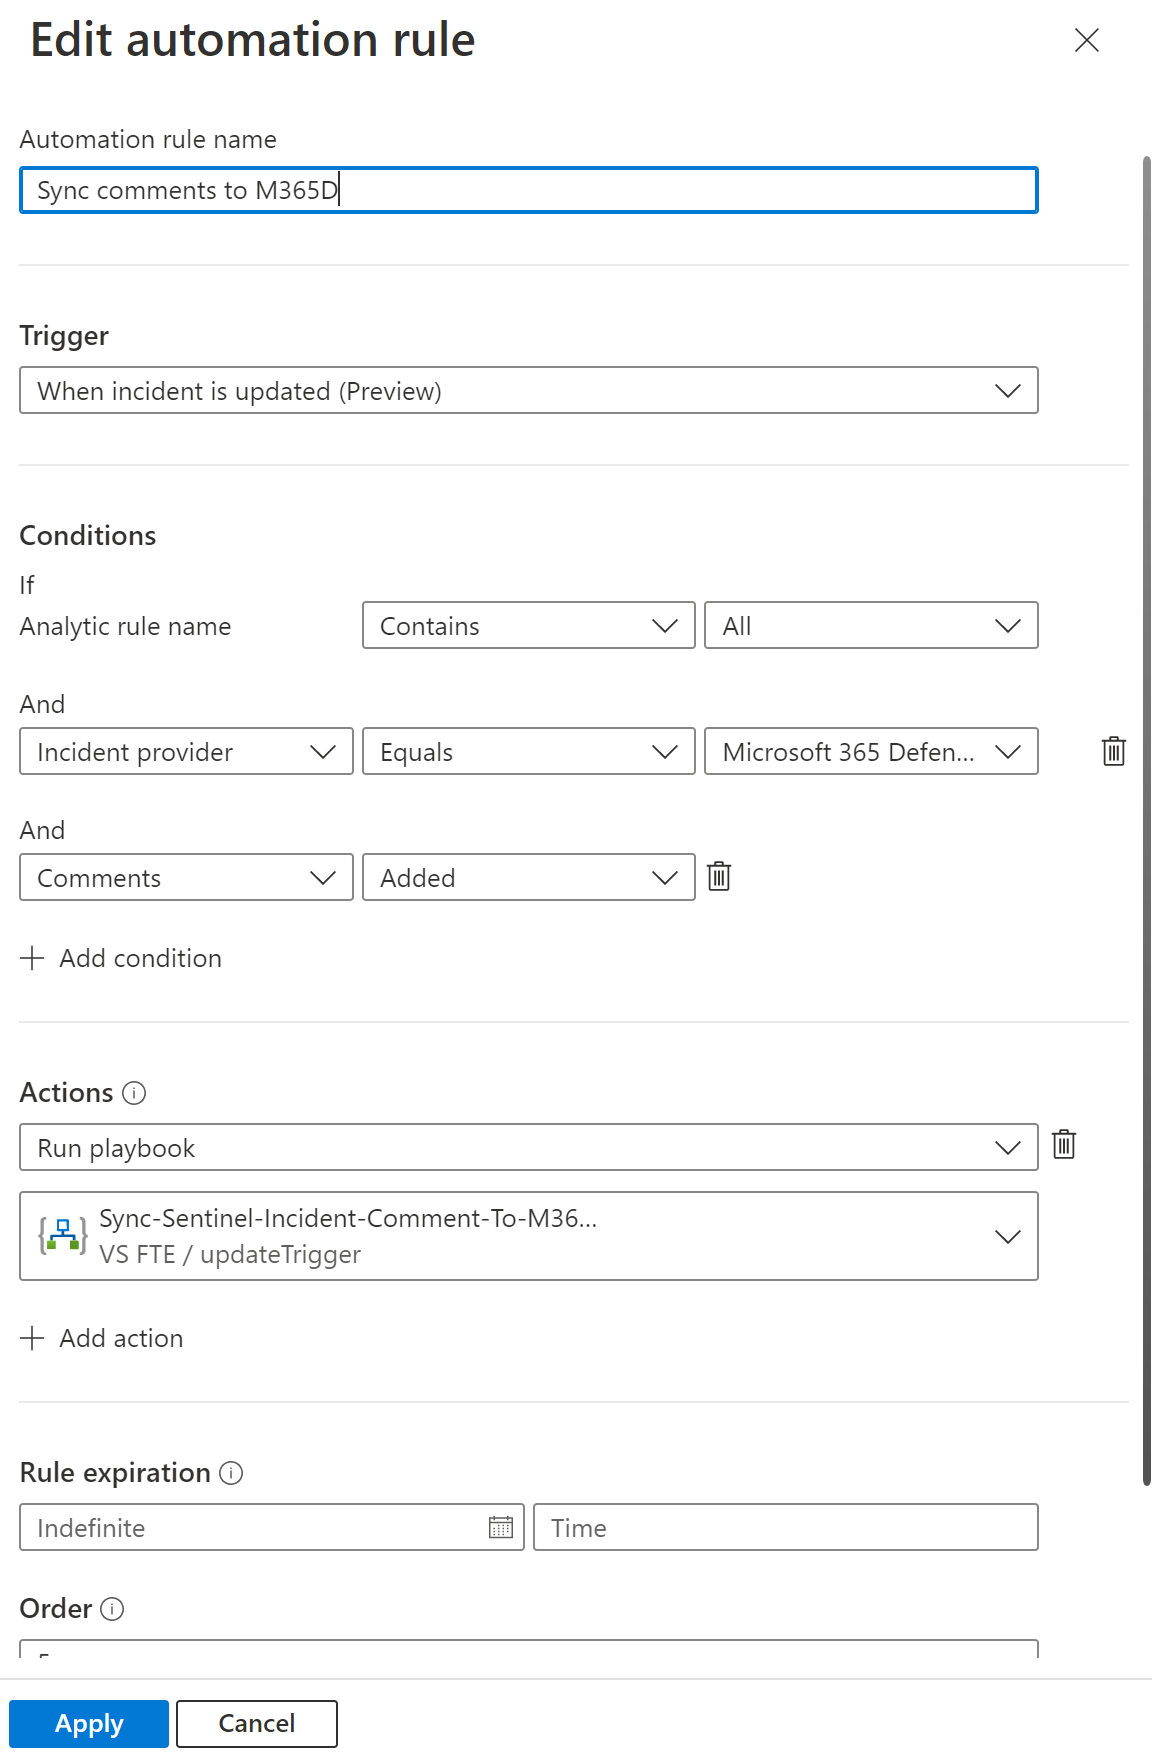 Edit automation rule
Automation rule name
Sync comments to M365D
Trigger
When incident is updated (Preview)
Conditions
If
Analytic rule name Contains All
And
Incident provider Equals Microsoft 365 Defen...
And
Comments Added
Add condition
Actions
Run playbook
Sync-Sentinel-Incident-Comment-To-M36...
VS FTE / updateTrigger
Add action
Rule expiration
Indefinite Time
Order
Apply Cancel